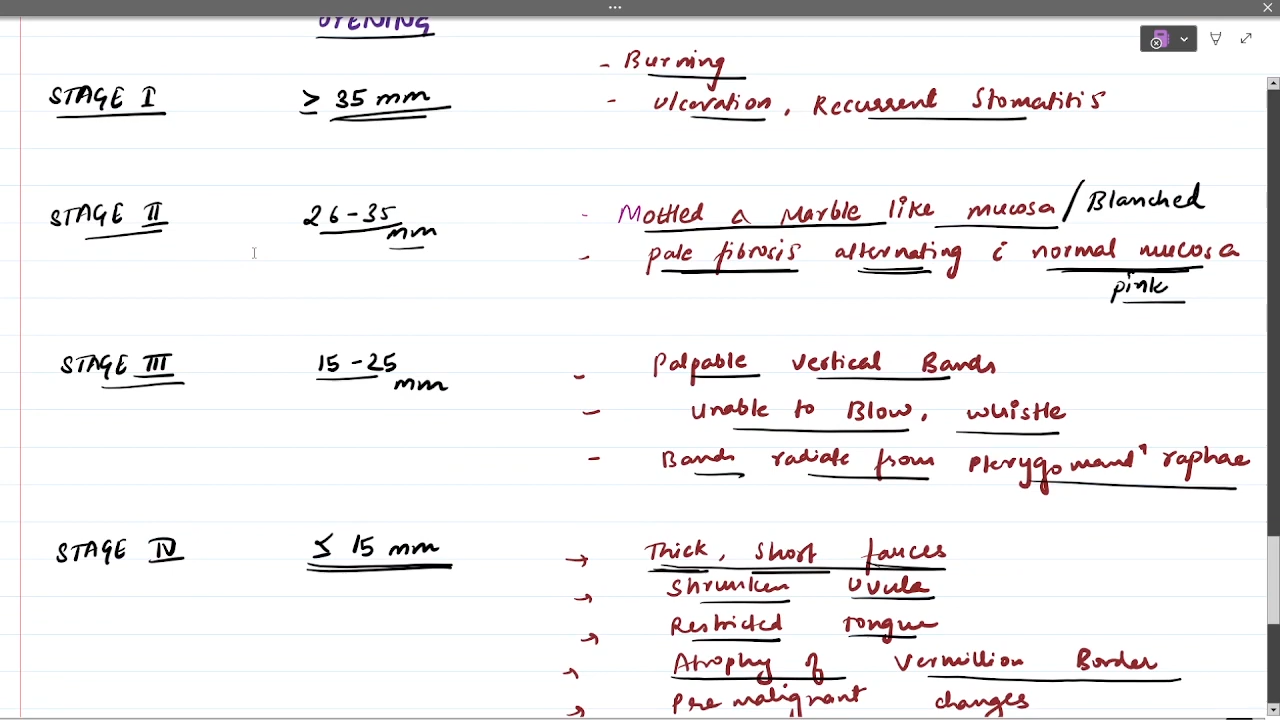 OPENING
- Burning
STAGE I ≥ 35 mm - ulceration, Recurrent Stomatitis
STAGE II 26-35 mm - Mottled & Marble like mucosa / Blanched
- pale fibrosis alternating c normal mucosa
pink
STAGE III 15-25 mm - Palpable vertical Bands
- unable to Blow, whistle
- Bands radiate from pterygomand' raphae
STAGE IV ≤ 15 mm → Thick, short fauces
→ Shrunken uvula
→ Restricted Tongue
→ Atrophy of Vermillion Border
→ Pre malignant changes